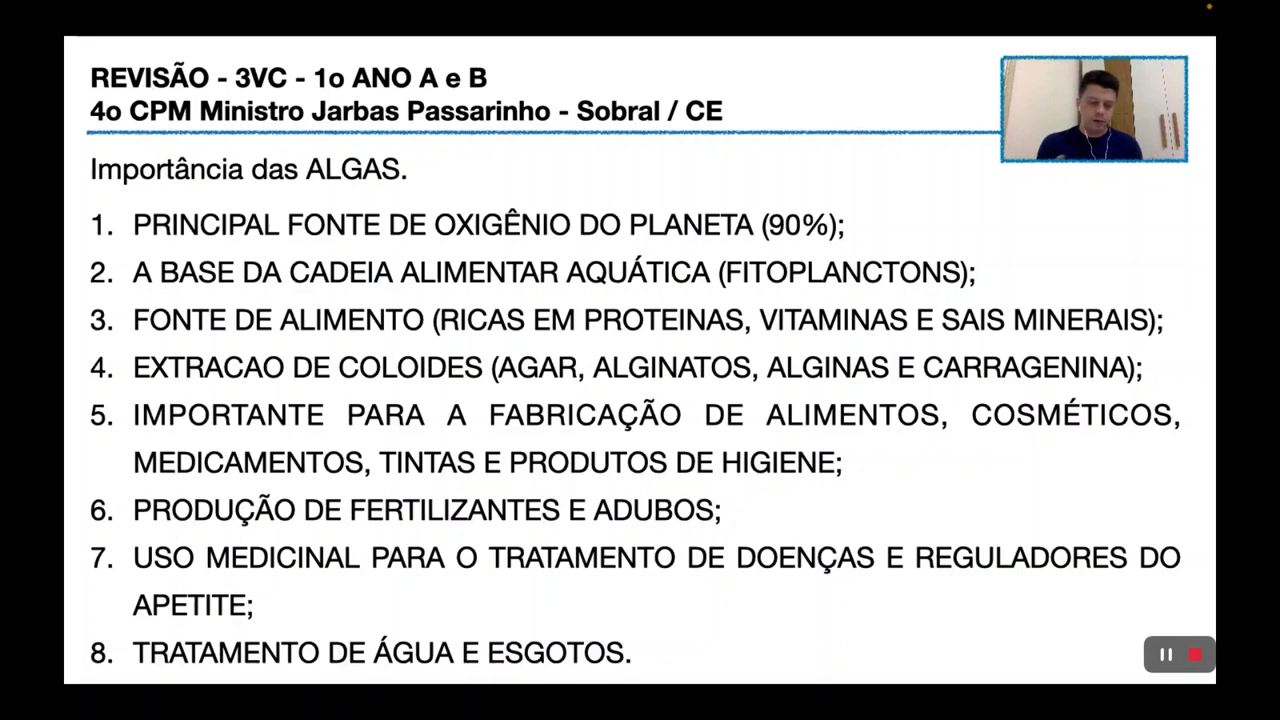 REVISÃO - 3VC - 1o ANO A e B
4o CPM Ministro Jarbas Passarinho - Sobral / CE
Importância das ALGAS.
1. PRINCIPAL FONTE DE OXIGÊNIO DO PLANETA (90%);
2. A BASE DA CADEIA ALIMENTAR AQUÁTICA (FITOPLANCTONS);
3. FONTE DE ALIMENTO (RICAS EM PROTEINAS, VITAMINAS E SAIS MINERAIS);
4. EXTRACAO DE COLOIDES (AGAR, ALGINATOS, ALGINAS E CARRAGENINA);
5. IMPORTANTE PARA A FABRICAÇÃO DE ALIMENTOS, COSMÉTICOS,
MEDICAMENTOS, TINTAS E PRODUTOS DE HIGIENE;
6. PRODUÇÃO DE FERTILIZANTES E ADUBOS;
7. USO MEDICINAL PARA O TRATAMENTO DE DOENÇAS E REGULADORES DO
APETITE;
8. TRATAMENTO DE ÁGUA E ESGOTOS.